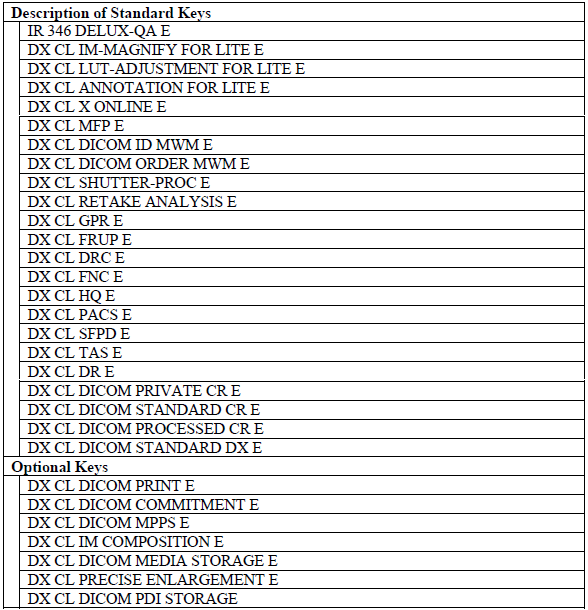 Description of Standard Keys
IR 346 DELUX-QA E
DX CL IM-MAGNIFY FOR LITE E
DX CL LUT-ADJUSTMENT FOR LITE E
DX CL ANNOTATION FOR LITE E
DX CL X ONLINE E
DX CL MFP E
DX CL DICOM ID MWM E
DX CL DICOM ORDER MWM E
DX CL SHUTTER-PROC E
DX CL RETAKE ANALYSIS E
DX CL GPR E
DX CL FRUP E
DX CL DRC E
DX CL FNC E
DX CL HQ E
DX CL PACS E
DX CL SFPD E
DX CL TAS E
DX CL DR E
DX CL DICOM PRIVATE CR E
DX CL DICOM STANDARD CR E
DX CL DICOM PROCESSED CR E
DX CL DICOM STANDARD DX E
Optional Keys
DX CL DICOM PRINT E
DX CL DICOM COMMITMENT E
DX CL DICOM MPPS E
DX CL IM COMPOSITION E
DX CL DICOM MEDIA STORAGE E
DX CL PRECISE ENLARGEMENT E
DX CL DICOM PDI STORAGE